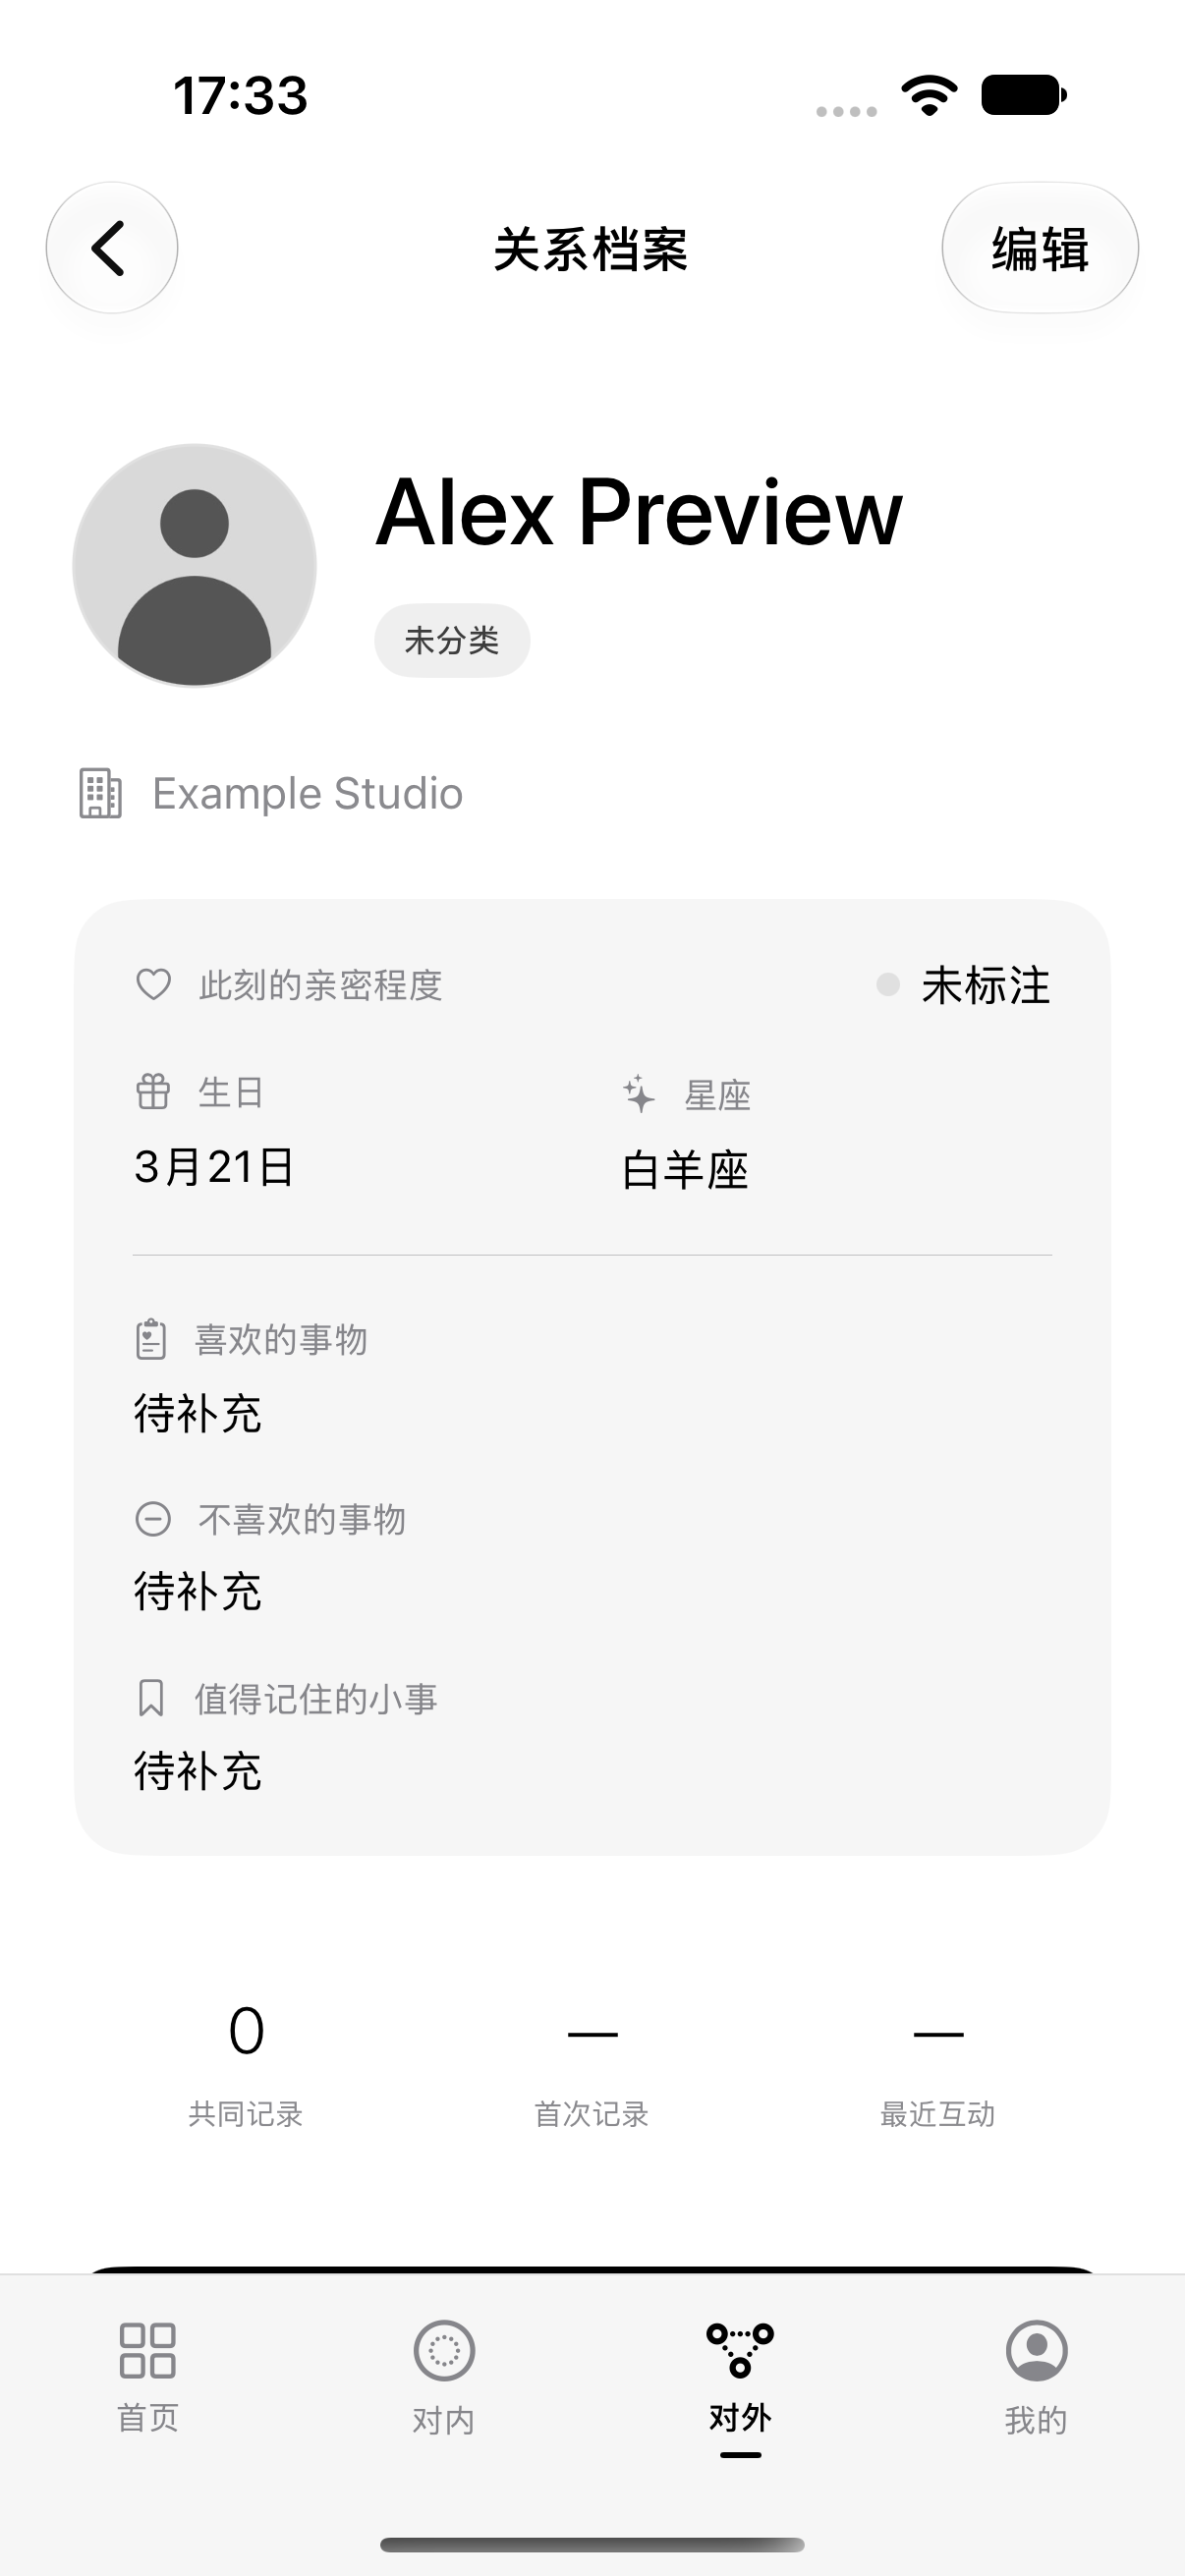 17:33
关系档案
编辑
Alex Preview
未分类
Example Studio
此刻的亲密程度
未标注
生日
星座
3月21日
白羊座
喜欢的事物
待补充
不喜欢的事物
待补充
值得记住的小事
待补充
0
—
—
共同记录
首次记录
最近互动
首页
对内
对外
我的